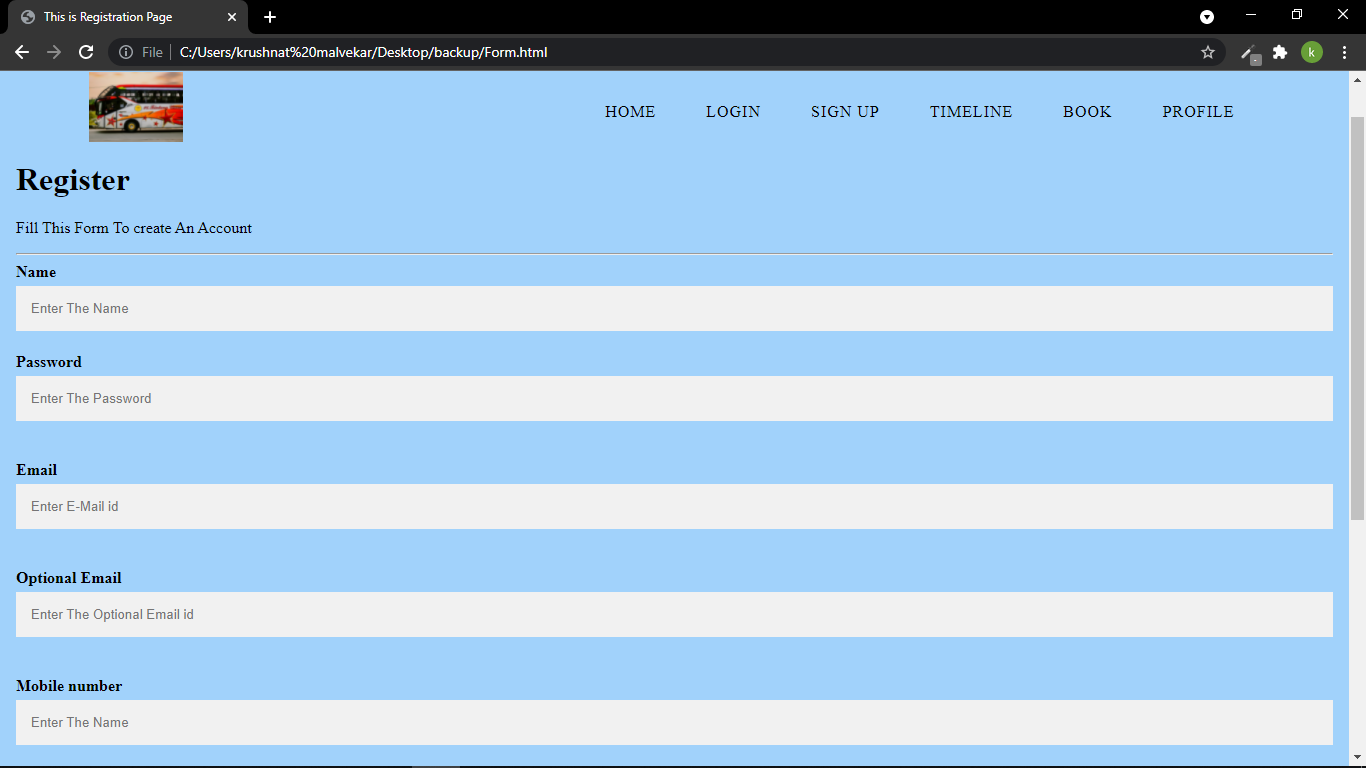 This is Registration Page
File C:/Users/krushnat%20malvekar/Desktop/backup/Form.html
k
HOME LOGIN SIGN UP TIMELINE BOOK PROFILE
Register
Fill This Form To create An Account
Name
Enter The Name
Password
Enter The Password
Email
Enter E-Mail id
Optional Email
Enter The Optional Email id
Mobile number
Enter The Name